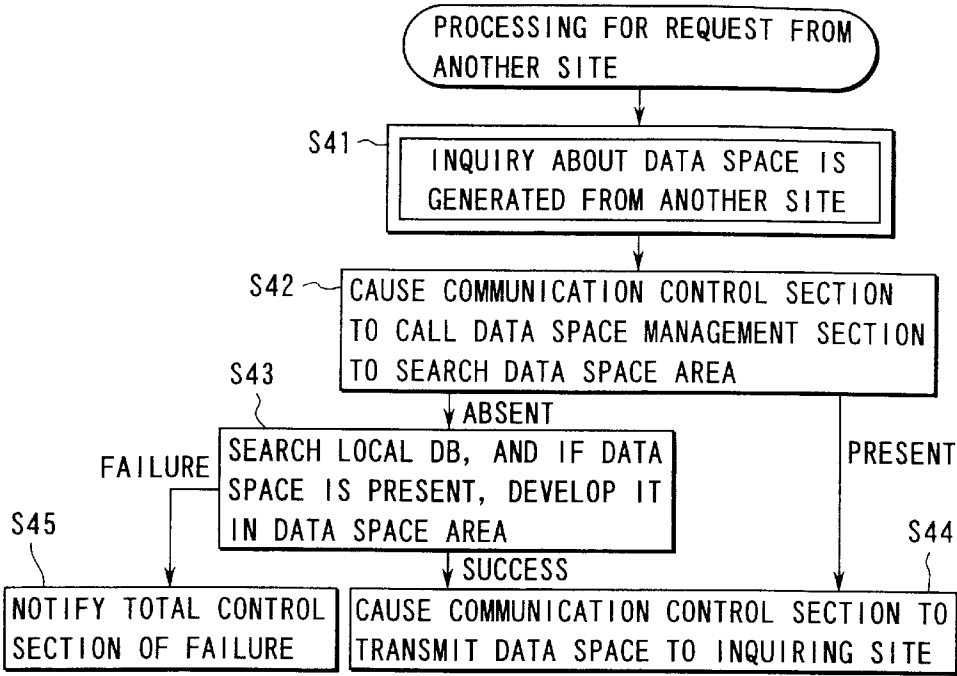 PROCESSING FOR REQUEST FROM
ANOTHER SITE
S41
INQUIRY ABOUT DATA SPACE IS
GENERATED FROM ANOTHER SITE
S42
CAUSE COMMUNICATION CONTROL SECTION
TO CALL DATA SPACE MANAGEMENT SECTION
TO SEARCH DATA SPACE AREA
S43
ABSENT
PRESENT
SEARCH LOCAL DB, AND IF DATA
SPACE IS PRESENT, DEVELOP IT
IN DATA SPACE AREA
FAILURE
SUCCESS
S45
NOTIFY TOTAL CONTROL
SECTION OF FAILURE
S44
CAUSE COMMUNICATION CONTROL SECTION TO
TRANSMIT DATA SPACE TO INQUIRING SITE